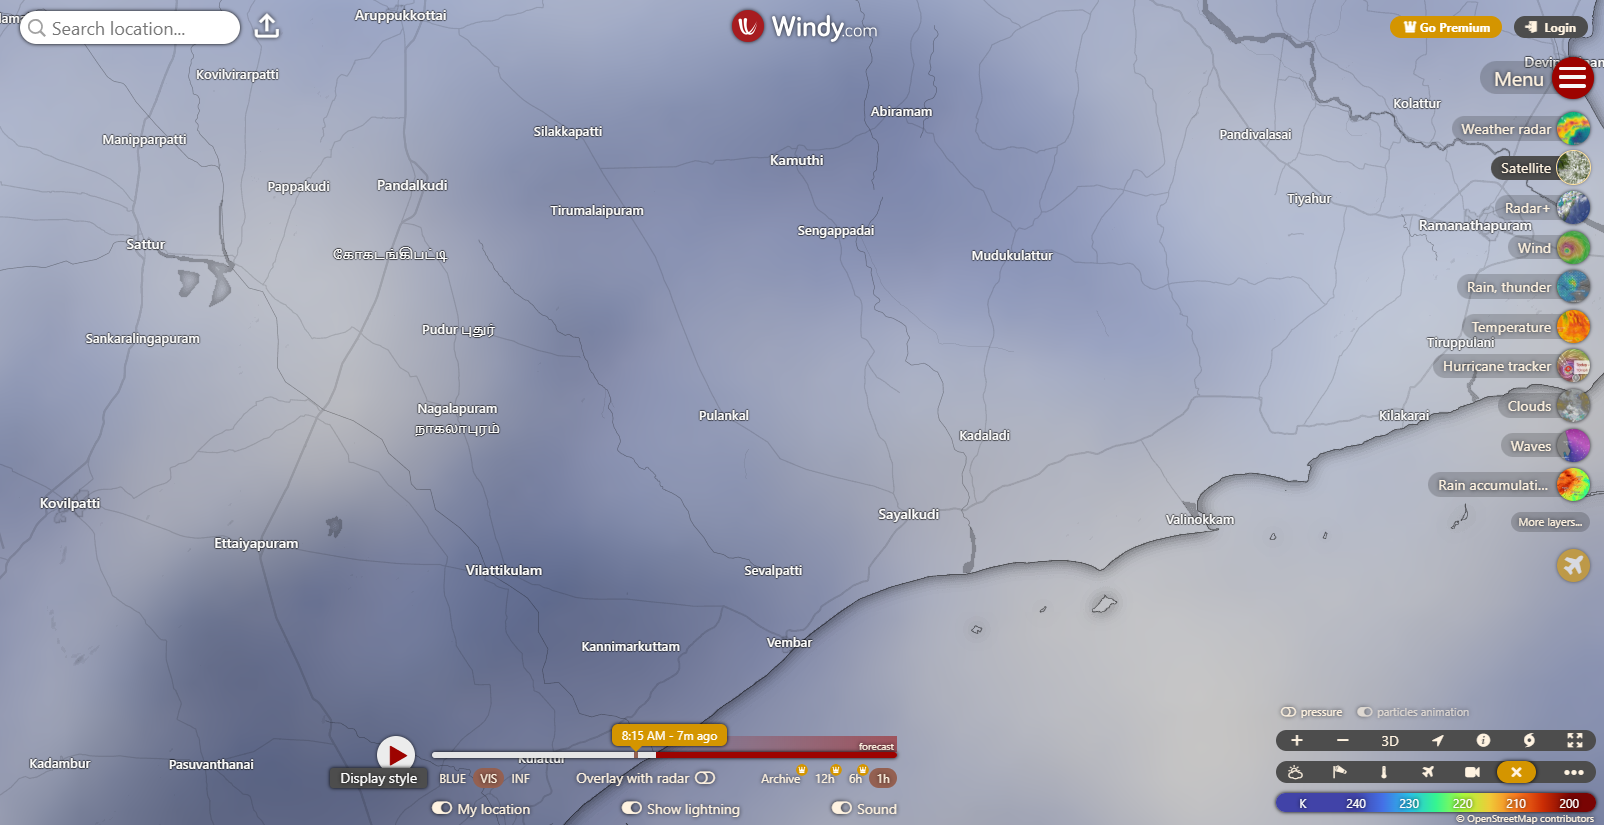 Aruppukkottai
Search location...
Windy.com
Go Premium
Login
Menu
Kovilvirarpatti
Kolattur
Abiramam
Weather radar
Silakkapatti
Pandivalasai
Manipparpatti
Kamuthi
Satellite
Pappakudi
Pandalkudi
Tiyahur
Radar+
Tirumalaipuram
Ramanathapuram
Sengappadai
Sattur
Wind
கோகடங்கிபட்டி
Mudukulattur
Rain, thunder
Temperature
Pudur புதூர்
Sankaralingapuram
Tiruppulani
Hurricane tracker
Clouds
Nagalapuram
நாகலாபுரம்
Pulankal
Kilakarai
Kadaladi
Waves
Rain accumulati...
Kovilpatti
Sayalkudi
Valinokkam
More layers...
Ettaiyapuram
Vilattikulam
Sevalpatti
Kannimarkuttam
Vembar
pressure
particles animation
8:15 AM - 7m ago
forecast
3D
Kadambur
Pasuvanthanai
Kulattur
Display style
BLUE
VIS
INF
Overlay with radar
Archive
12h
6h
1h
My location
Show lightning
Sound
K 240 230 220 210 200
© OpenStreetMap contributors